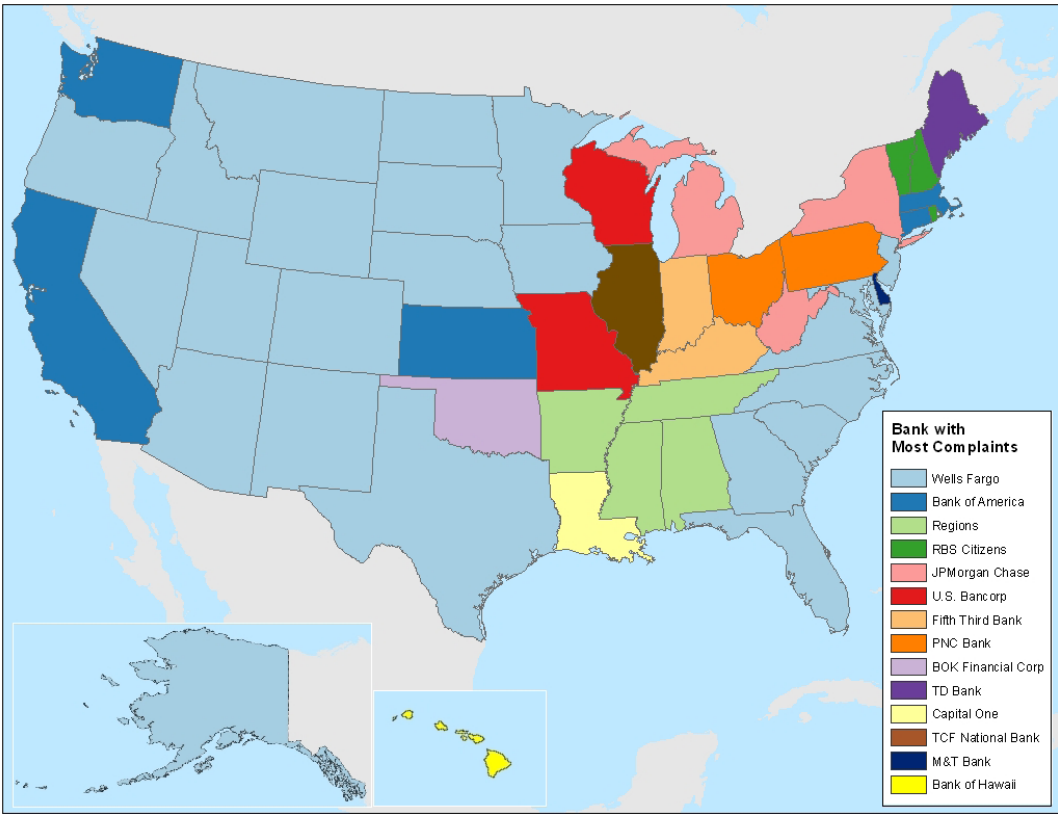 Bank with
Most Complaints
Wells Fargo
Bank of America
Regions
RBS Citizens
JPMorgan Chase
U.S. Bancorp
Fifth Third Bank
PNC Bank
BOK Financial Corp
TD Bank
Capital One
TCF National Bank
M&T Bank
Bank of Hawaii